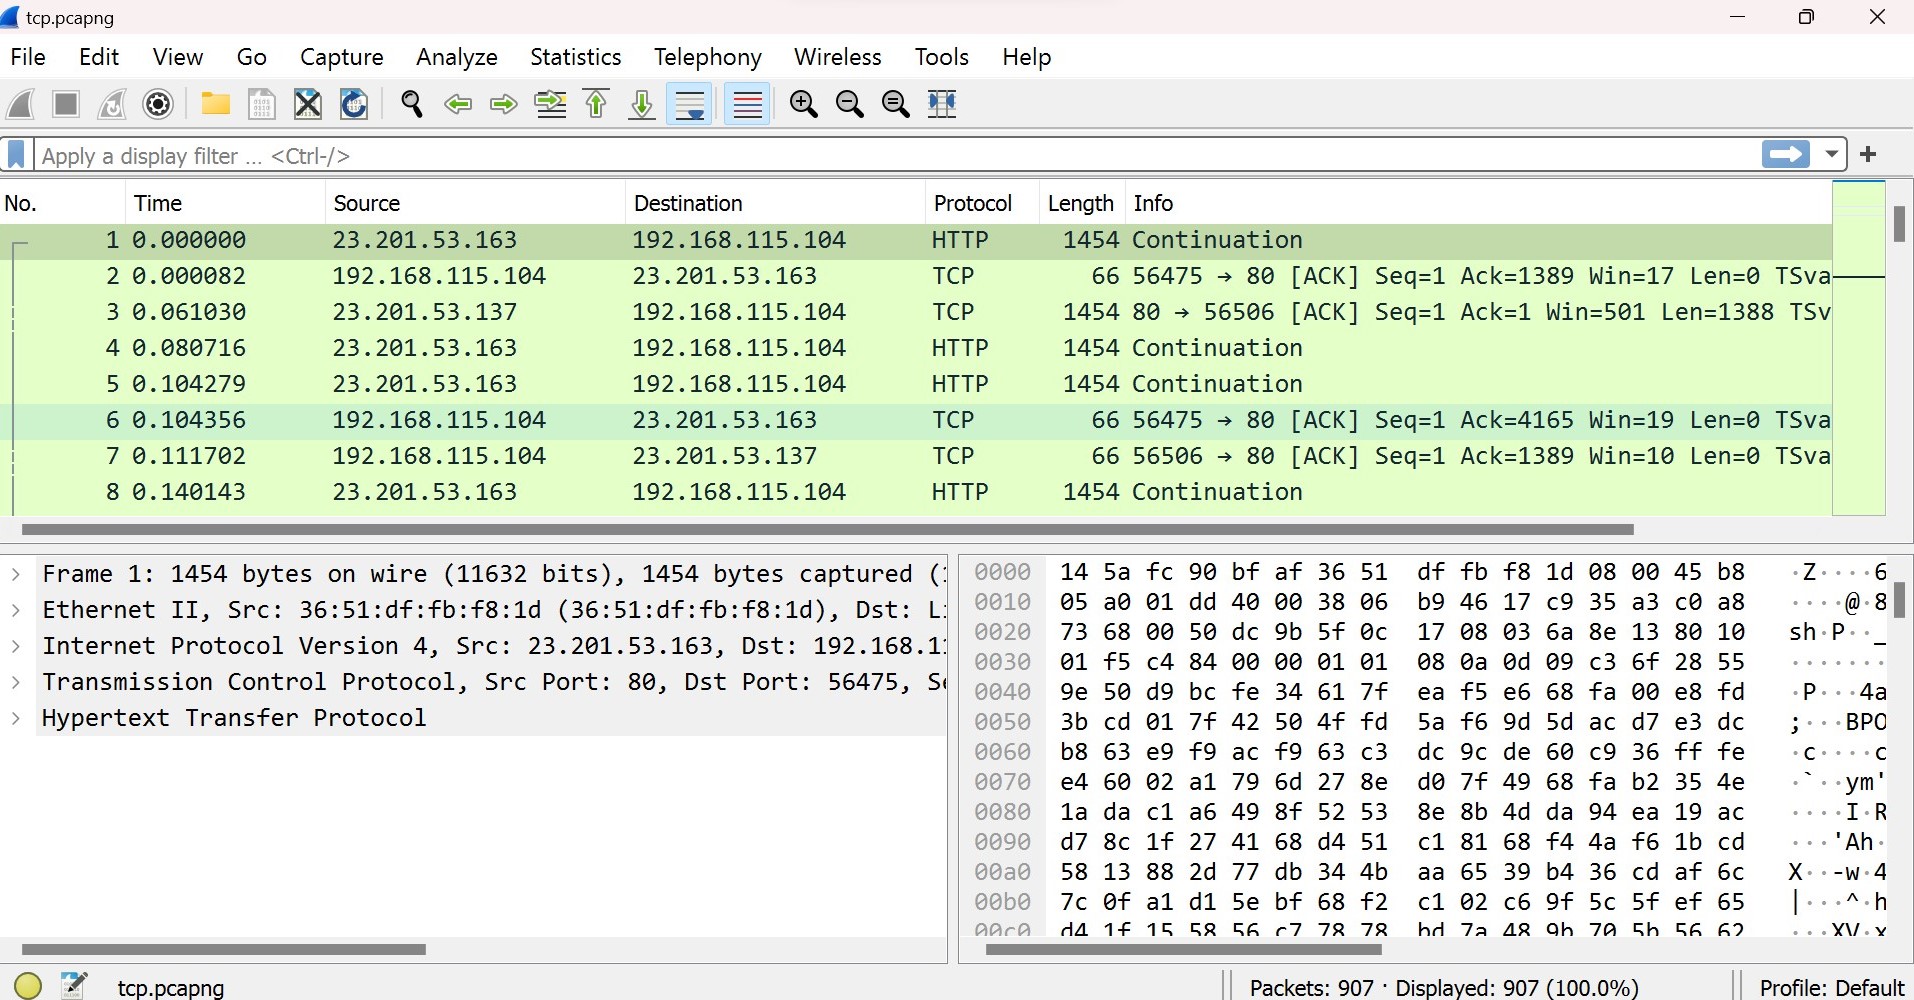 tcp.pcapng
File Edit View Go Capture Analyze Statistics Telephony Wireless Tools Help
Apply a display filter ... <Ctrl-/>
No. Time Source Destination Protocol Length Info
1 0.000000 23.201.53.163 192.168.115.104 HTTP 1454 Continuation
2 0.000082 192.168.115.104 23.201.53.163 TCP 66 56475 → 80 [ACK] Seq=1 Ack=1389 Win=17 Len=0 TSva
3 0.061030 23.201.53.137 192.168.115.104 TCP 1454 80 → 56506 [ACK] Seq=1 Ack=1 Win=501 Len=1388 TSv
4 0.080716 23.201.53.163 192.168.115.104 HTTP 1454 Continuation
5 0.104279 23.201.53.163 192.168.115.104 HTTP 1454 Continuation
6 0.104356 192.168.115.104 23.201.53.163 TCP 66 56475 → 80 [ACK] Seq=1 Ack=4165 Win=19 Len=0 TSva
7 0.111702 192.168.115.104 23.201.53.137 TCP 66 56506 → 80 [ACK] Seq=1 Ack=1389 Win=10 Len=0 TSva
8 0.140143 23.201.53.163 192.168.115.104 HTTP 1454 Continuation
Frame 1: 1454 bytes on wire (11632 bits), 1454 bytes captured (
Ethernet II, Src: 36:51:df:fb:f8:1d (36:51:df:fb:f8:1d), Dst: Li
Internet Protocol Version 4, Src: 23.201.53.163, Dst: 192.168.11
Transmission Control Protocol, Src Port: 80, Dst Port: 56475, Se
Hypertext Transfer Protocol
0000 14 5a fc 90 bf af 36 51 df fb f8 1d 08 00 45 b8 ·Z····6
0010 05 a0 01 dd 40 00 38 06 b9 46 17 c9 35 a3 c0 a8 ····@·8
0020 73 68 00 50 dc 9b 5f 0c 17 08 03 6a 8e 13 80 10 sh·P··_
0030 01 f5 c4 84 00 00 01 01 08 0a 0d 09 c3 6f 28 55 ·······
0040 9e 50 d9 bc fe 34 61 7f ea f5 e6 68 fa 00 e8 fd ·P···4a
0050 3b cd 01 7f 42 50 4f fd 5a f6 9d 5d ac d7 e3 dc ;···BPO
0060 b8 63 e9 f9 ac f9 63 c3 dc 9c de 60 c9 36 ff fe ·c····c
0070 e4 60 02 a1 79 6d 27 8e d0 7f 49 68 fa b2 35 4e ·`··ym'
0080 1a da c1 a6 49 8f 52 53 8e 8b 4d da 94 ea 19 ac ····I·R
0090 d7 8c 1f 27 41 68 d4 51 c1 81 68 f4 4a f6 1b cd ···'Ah·
00a0 58 13 88 2d 77 db 34 4b aa 65 39 b4 36 cd af 6c X··-w·4
00b0 7c 0f a1 d1 5e bf 68 f2 c1 02 c6 9f 5c 5f ef 65 |···^·h
00c0 d4 1f 15 58 56 c7 78 78 bd 7a 48 9b 70 5b 56 62 ···XV·x
tcp.pcapng Packets: 907 · Displayed: 907 (100.0%) Profile: Default